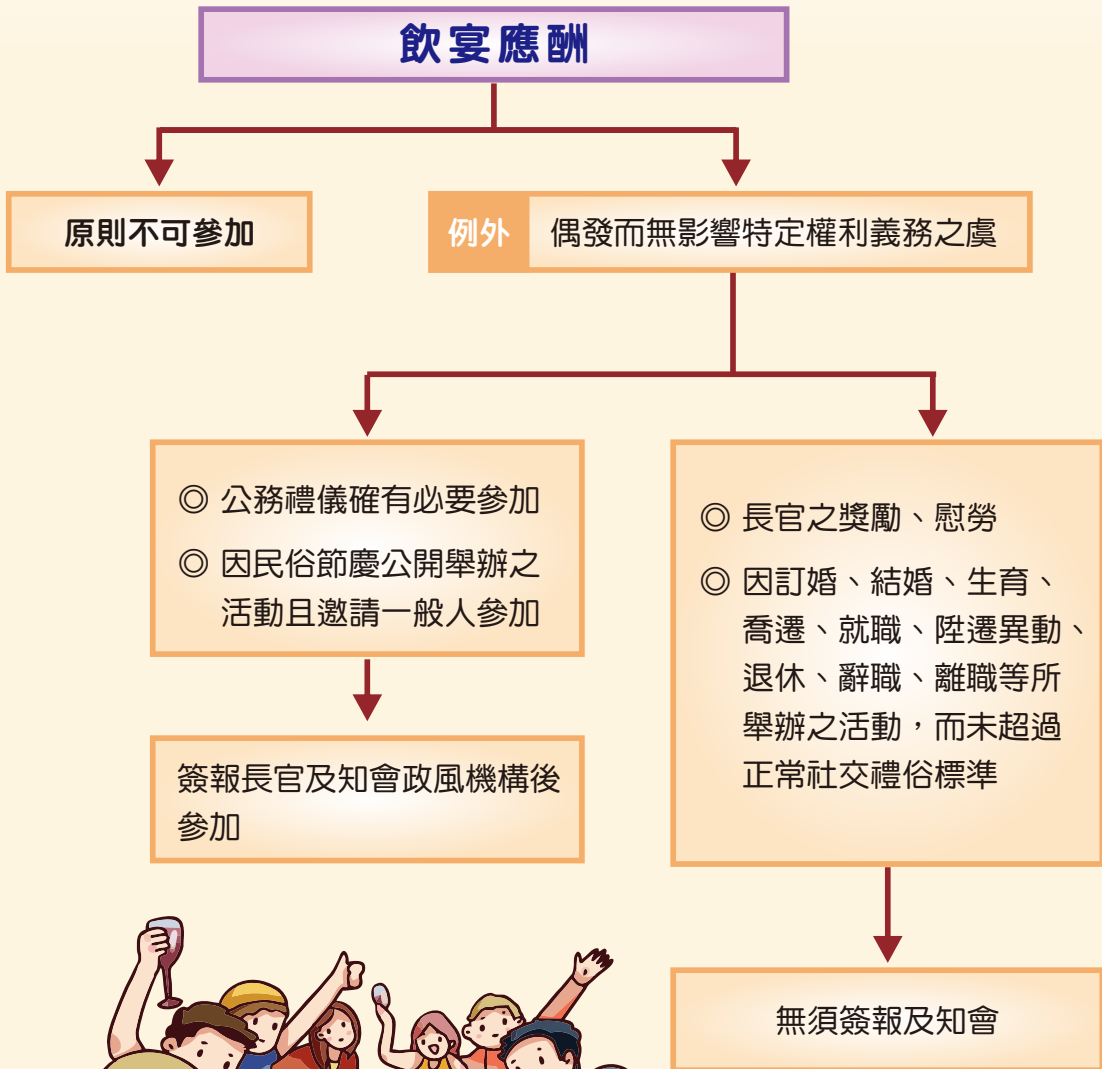 飲宴應酬
原則不可參加
例外 偶發而無影響特定權利義務之虞
◎ 公務禮儀確有必要參加
◎ 因民俗節慶公開舉辦之
活動且邀請一般人參加
簽報長官及知會政風機構後
參加
◎ 長官之獎勵、慰勞
◎ 因訂婚、結婚、生育、
喬遷、就職、陞遷異動、
退休、辭職、離職等所
舉辦之活動，而未超過
正常社交禮俗標準
無須簽報及知會